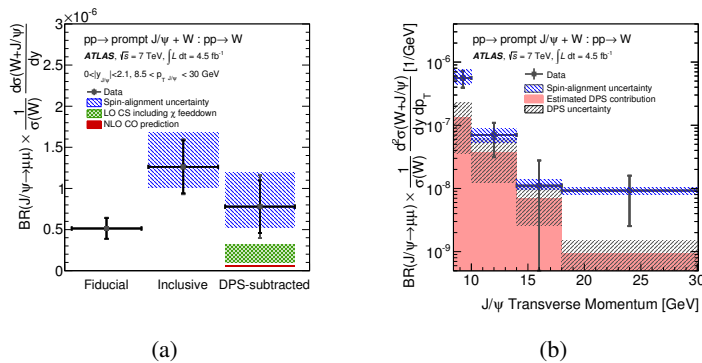 ×10⁻⁶
pp→ prompt J/ψ + W : pp→ W
ATLAS, √s = 7 TeV, ∫L dt = 4.5 fb⁻¹
0<|y_J/ψ|<2.1, 8.5 < p_T^J/ψ < 30 GeV
Data
Spin-alignment uncertainty
LO CS including χ feeddown
NLO CO prediction
BR(J/ψ→μμ) × 1/σ(W) dσ(W+J/ψ)/dy
3
2.5
2
1.5
1
0.5
0
Fiducial Inclusive DPS-subtracted
(a)
pp→ prompt J/ψ + W : pp→ W
ATLAS, √s = 7 TeV, ∫L dt = 4.5 fb⁻¹
Data
Spin-alignment uncertainty
Estimated DPS contribution
DPS uncertainty
BR(J/ψ→μμ) × 1/σ(W) d²σ(W+J/ψ)/dy dp_T [1/GeV]
10⁻⁶
10⁻⁷
10⁻⁸
10⁻⁹
10 15 20 25 30
J/ψ Transverse Momentum [GeV]
(b)